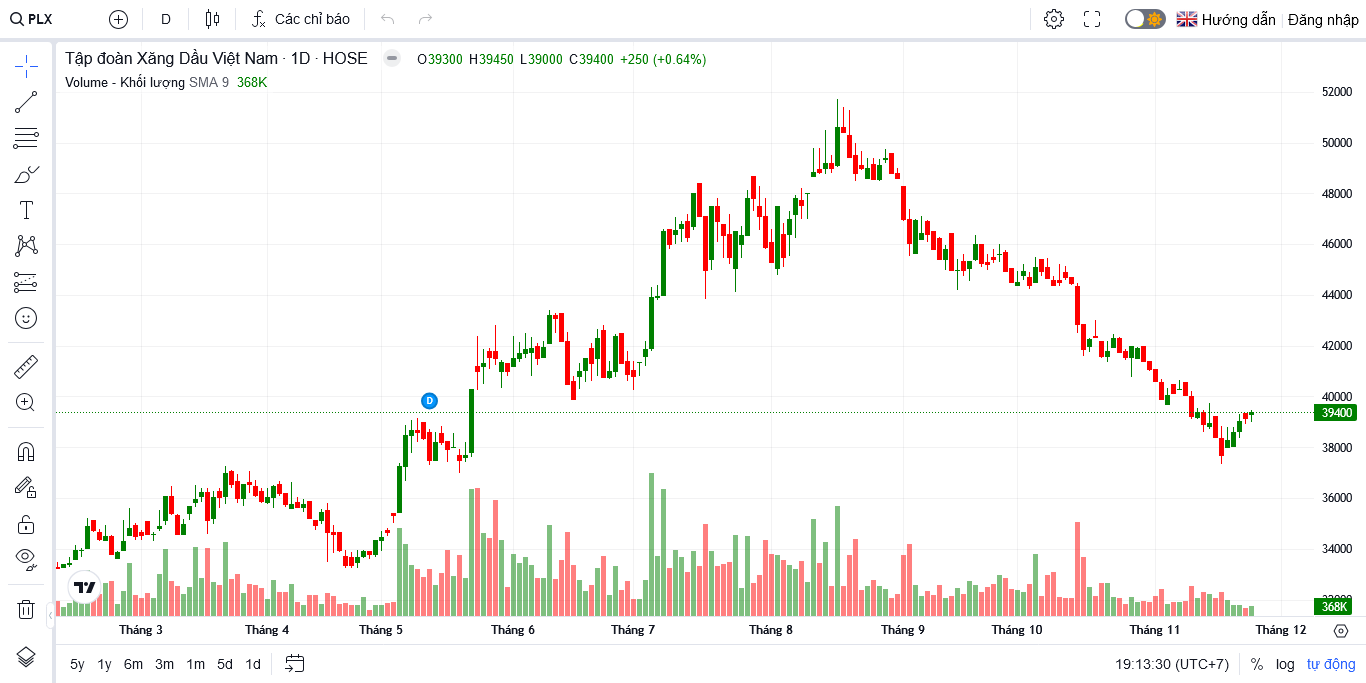 PLX D Các chỉ báo Hướng dẫn Đăng nhập
Tập đoàn Xăng Dầu Việt Nam · 1D · HOSE O39300 H39450 L39000 C39400 +250 (+0.64%)
Volume - Khối lượng SMA 9 368K
52000
50000
48000
46000
44000
42000
D
40000
39400
38000
36000
34000
368K
Tháng 3 Tháng 4 Tháng 5 Tháng 6 Tháng 7 Tháng 8 Tháng 9 Tháng 10 Tháng 11 Tháng 12
5y 1y 6m 3m 1m 5d 1d 19:13:30 (UTC+7) % log tự động